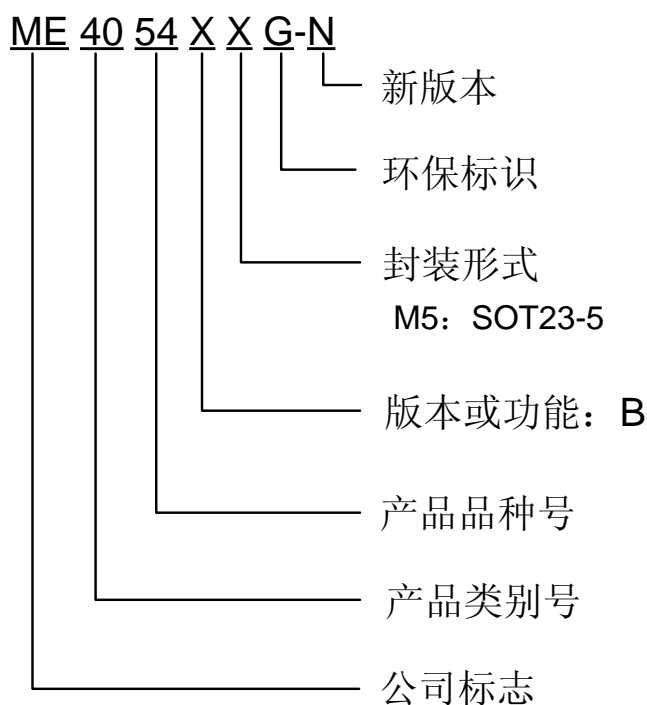 ME 40 54 X X G-N
新版本
环保标识
封装形式
M5：SOT23-5
版本或功能：B
产品品种号
产品类别号
公司标志